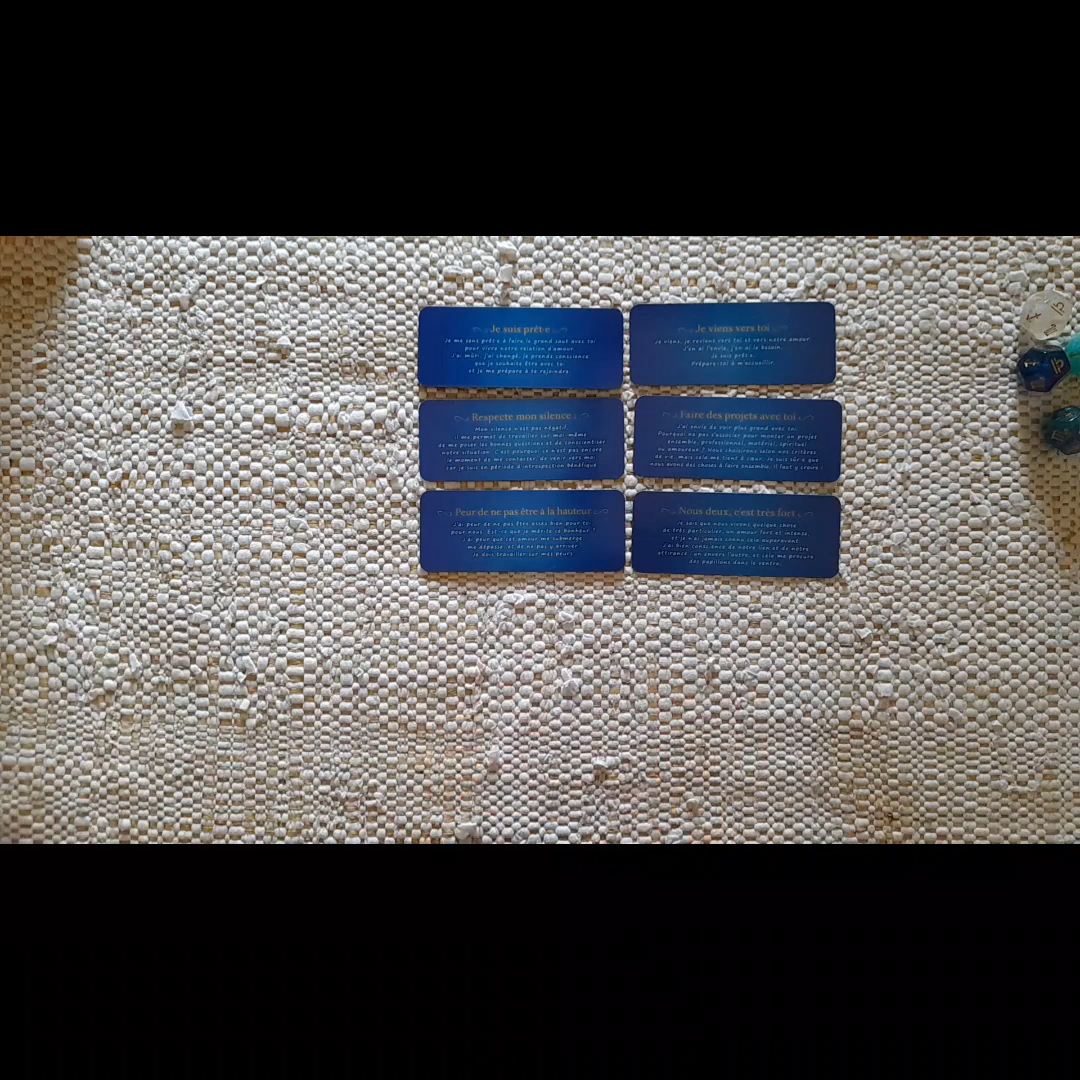 Je suis prêt·e
Je me sens prêt·e à faire le grand saut avec toi
pour vivre notre relation d'amour.
J'ai mûri, j'ai changé, je prends conscience
que je souhaite être avec toi
et je me prépare à te rejoindre.
Je viens vers toi
Je viens, je reviens vers toi et vers notre amour.
J'en ai l'envie, j'en ai le besoin.
Je suis prêt·e.
Prépare-toi à m'accueillir.
Respecte mon silence
Mon silence n'est pas négatif,
il me permet de travailler sur moi-même
de me poser les bonnes questions et de conscientiser
notre situation. C'est pourquoi ce n'est pas encore
le moment de me contacter, de venir vers moi
car je suis en période d'introspection bénéfique.
Faire des projets avec toi
J'ai envie de voir plus grand avec toi.
Pourquoi ne pas s'associer pour monter un projet
ensemble, professionnel, matériel, spirituel
ou amoureux ? Nous choisirons selon nos critères
de vie, mais cela me tient à cœur. Je suis sûr·e que
nous avons des choses à faire ensemble, il faut y croire !
Peur de ne pas être à la hauteur
J'ai peur de ne pas être assez bien pour toi,
pour nous. Est-ce que je mérite ce bonheur ?
J'ai peur que cet amour me submerge
me dépasse, et de ne pas y arriver.
Je dois travailler sur mes peurs.
Nous deux, c'est très fort
Je sais que nous vivons quelque chose
de très particulier, un amour fort et intense,
et je n'ai jamais connu cela auparavant.
J'ai bien conscience de notre lien et de notre
attirance l'un envers l'autre, et cela me procure
des papillons dans le ventre.